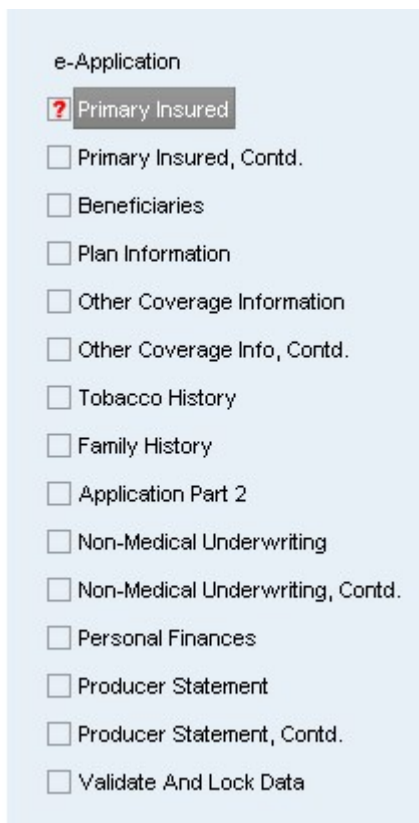 e-Application
? Primary Insured
Primary Insured, Contd.
Beneficiaries
Plan Information
Other Coverage Information
Other Coverage Info, Contd.
Tobacco History
Family History
Application Part 2
Non-Medical Underwriting
Non-Medical Underwriting, Contd.
Personal Finances
Producer Statement
Producer Statement, Contd.
Validate And Lock Data